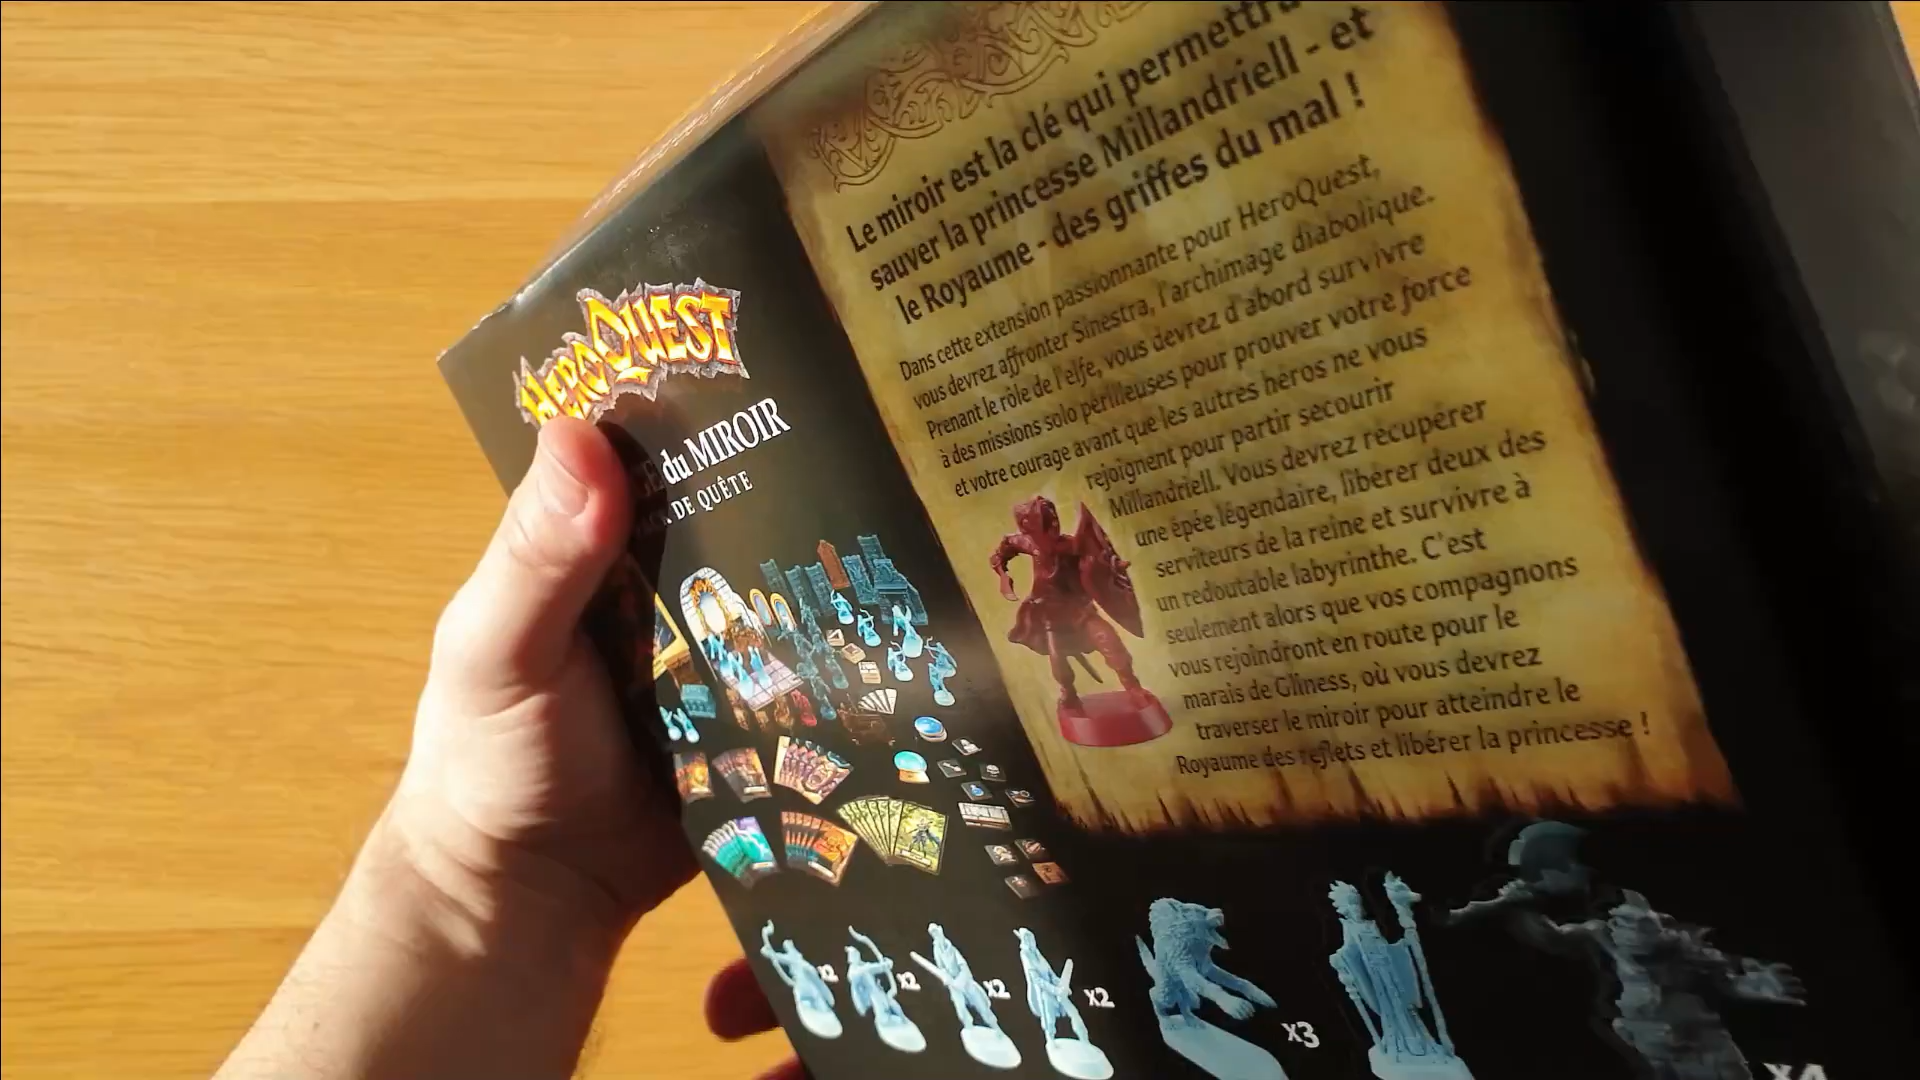 HEROQUEST
du MIROIR
DE QUÊTE
Le miroir est la clé qui permettra
sauver la princesse Millandriell - et
le Royaume - des griffes du mal !
Dans cette extension passionnante pour HeroQuest,
vous devrez affronter Sinestra, l'archimage diabolique.
Prenant le rôle de l'elfe, vous devrez d'abord survivre
à des missions solo périlleuses pour prouver votre force
et votre courage avant que les autres héros ne vous
rejoignent pour partir secourir
Millandriell. Vous devrez récupérer
une épée légendaire, libérer deux des
serviteurs de la reine et survivre à
un redoutable labyrinthe. C'est
seulement alors que vos compagnons
vous rejoindront en route pour le
marais de Gliness, où vous devrez
traverser le miroir pour atteindre le
Royaume des reflets et libérer la princesse !
x2
x2
x2
x2
x3
x4